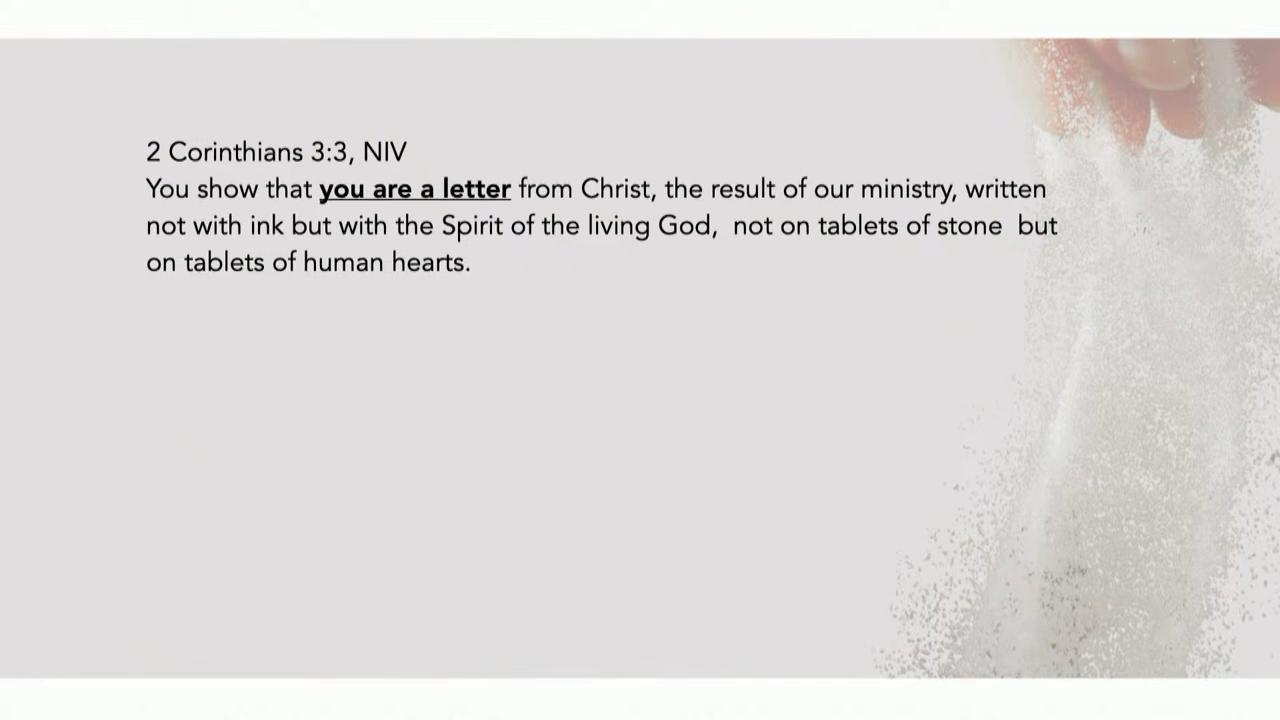 2 Corinthians 3:3, NIV
You show that you are a letter from Christ, the result of our ministry, written
not with ink but with the Spirit of the living God,  not on tablets of stone  but
on tablets of human hearts.